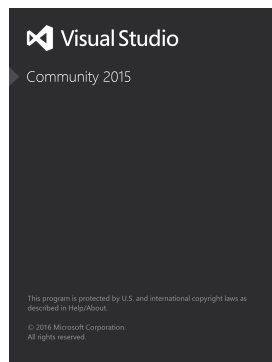 Visual Studio
Community 2015
This program is protected by U.S. and international copyright laws as
described in Help/About.
© 2016 Microsoft Corporation.
All rights reserved.